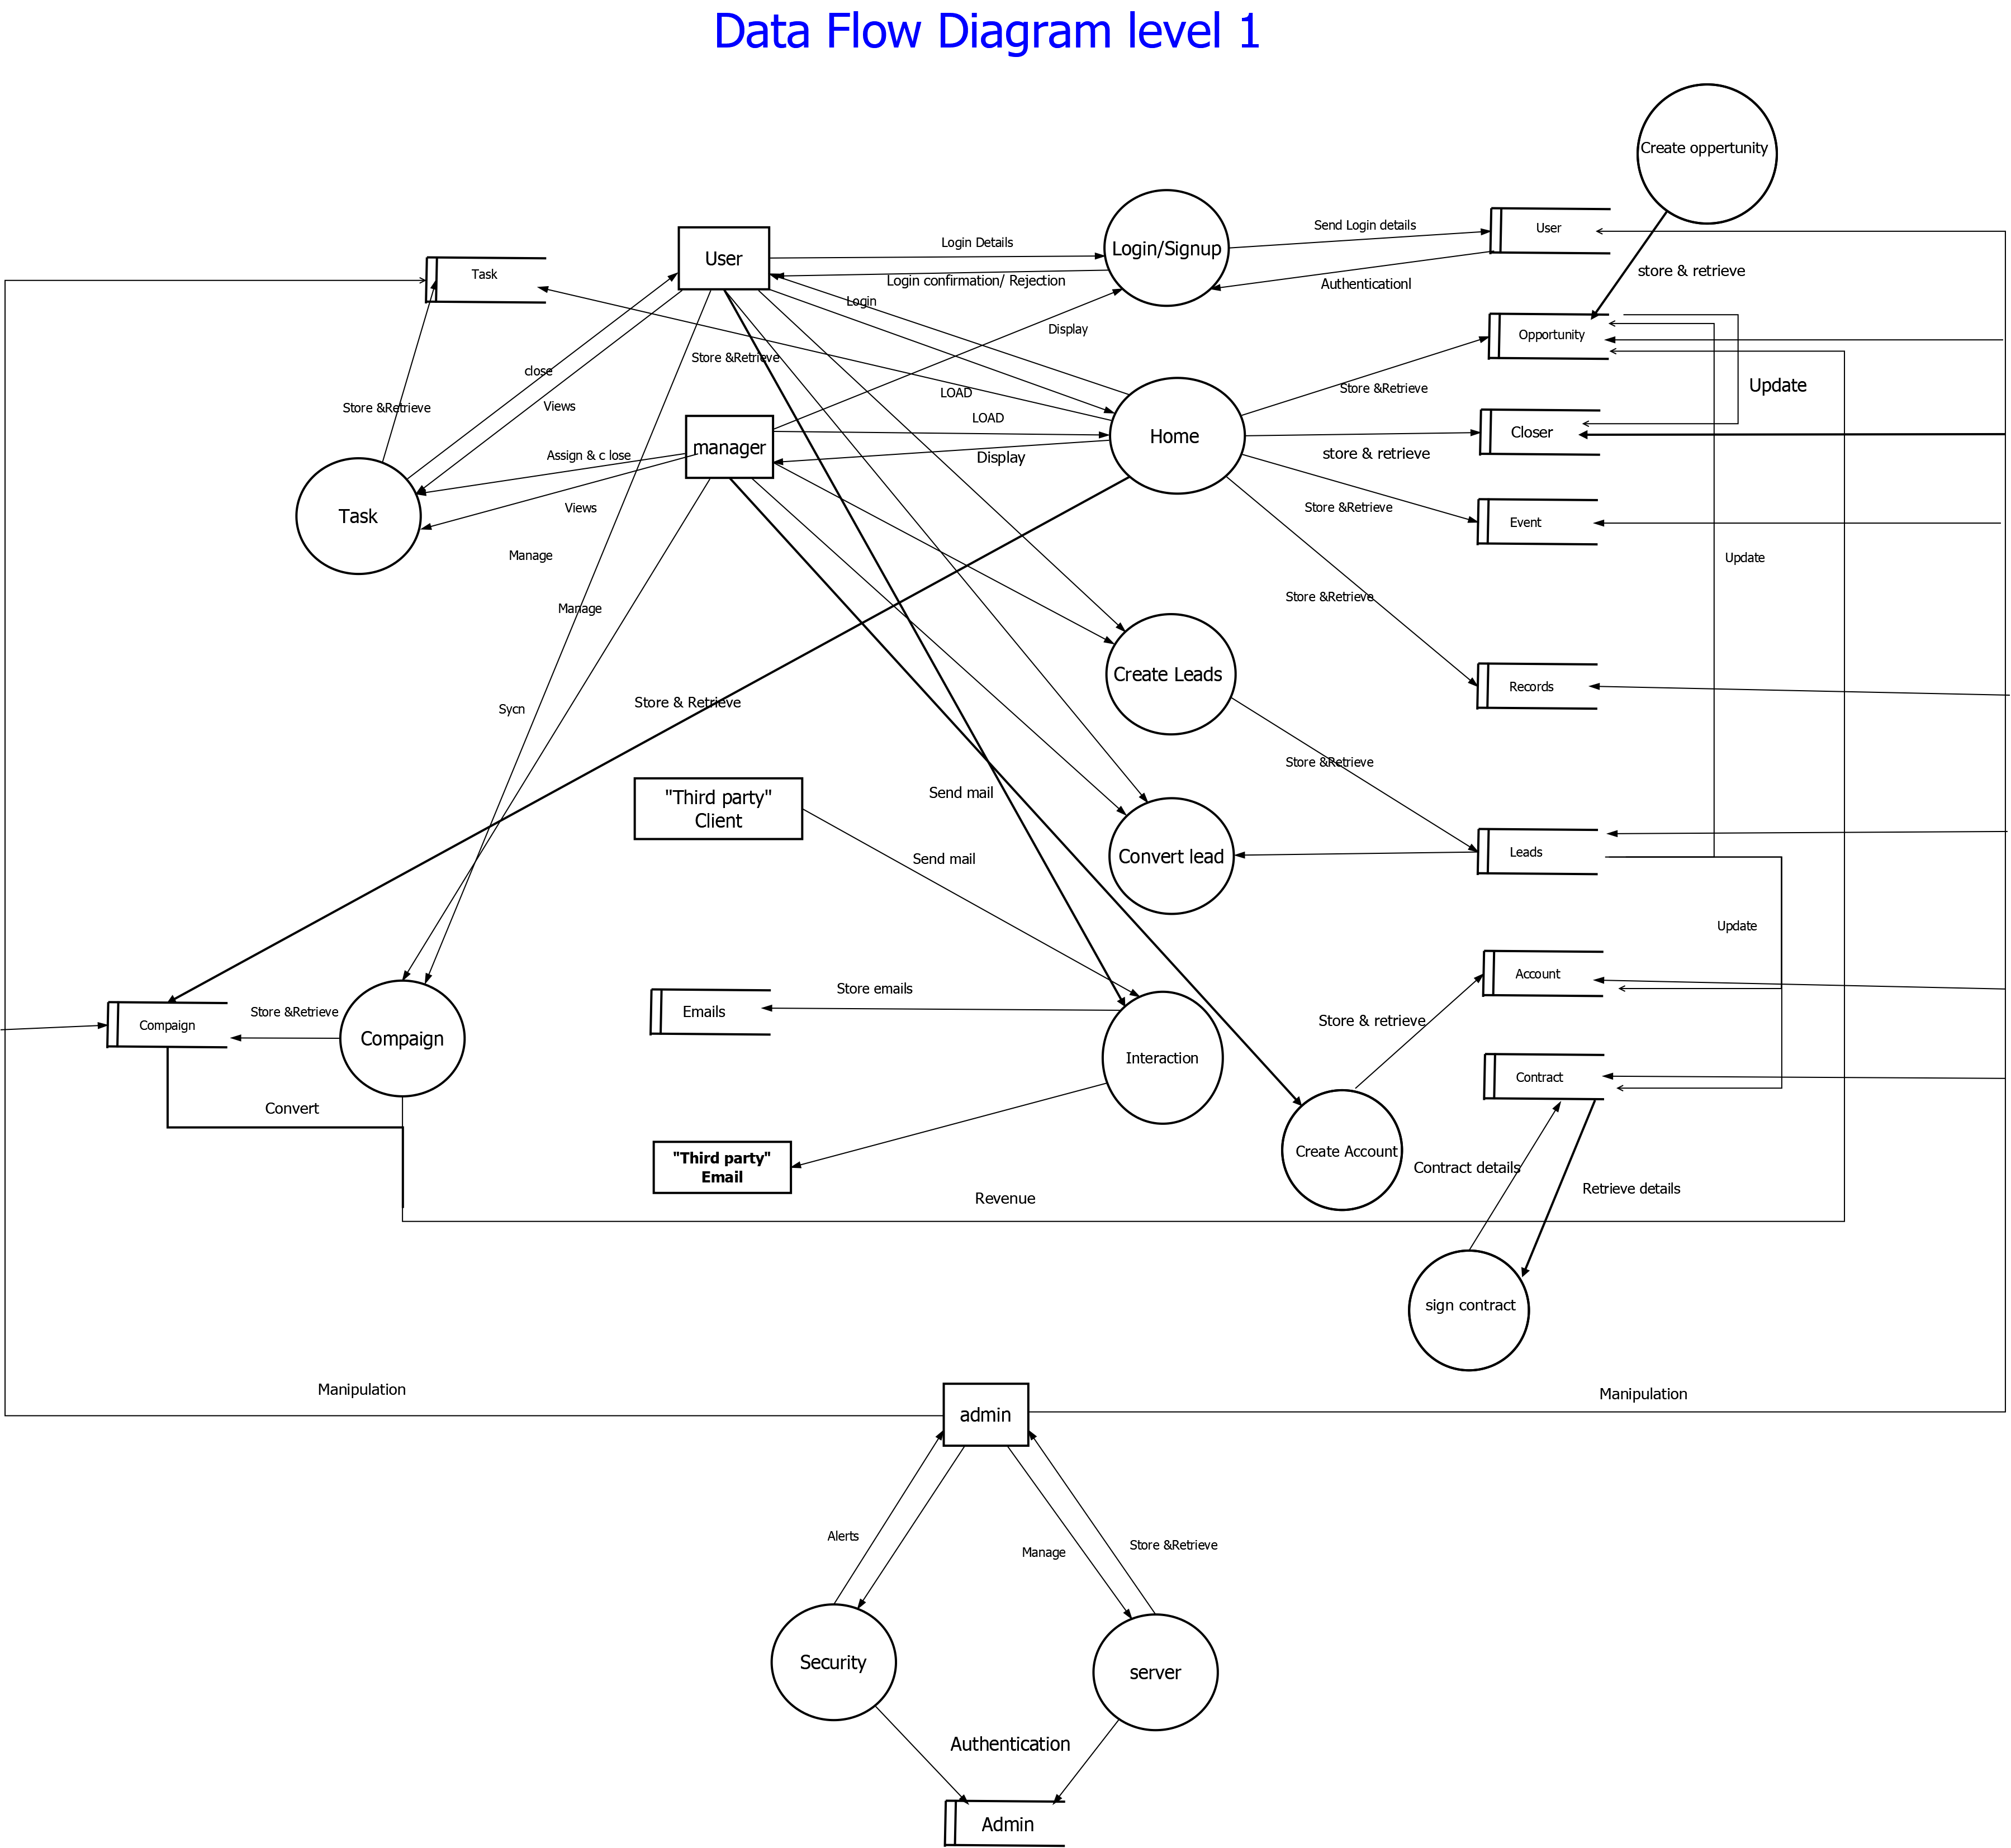 Data Flow Diagram level 1
Create oppertunity
User
Login/Signup
User
Task
Login Details
Send Login details
Login confirmation/ Rejection
Authenticationl
store & retrieve
Login
Display
Opportunity
Store &Retrieve
close
Views
LOAD
LOAD
Store &Retrieve
Update
Store &Retrieve
manager
Home
Closer
Assign & c lose
Display
store & retrieve
Task
Views
Store &Retrieve
Event
Manage
Update
Manage
Store &Retrieve
Create Leads
Records
Sycn
Store & Retrieve
Store &Retrieve
"Third party"
Client
Send mail
Send mail
Convert lead
Leads
Update
Account
Store emails
Emails
Store &Retrieve
Compaign
Compaign
Store & retrieve
Interaction
Contract
Convert
"Third party"
Email
Create Account
Contract details
Retrieve details
Revenue
sign contract
Manipulation
Manipulation
admin
Alerts
Manage
Store &Retrieve
Security
server
Authentication
Admin